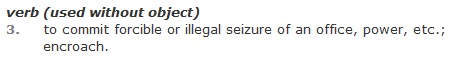 verb (used without object)
3. to commit forcible or illegal seizure of an office, power, etc.;
encroach.